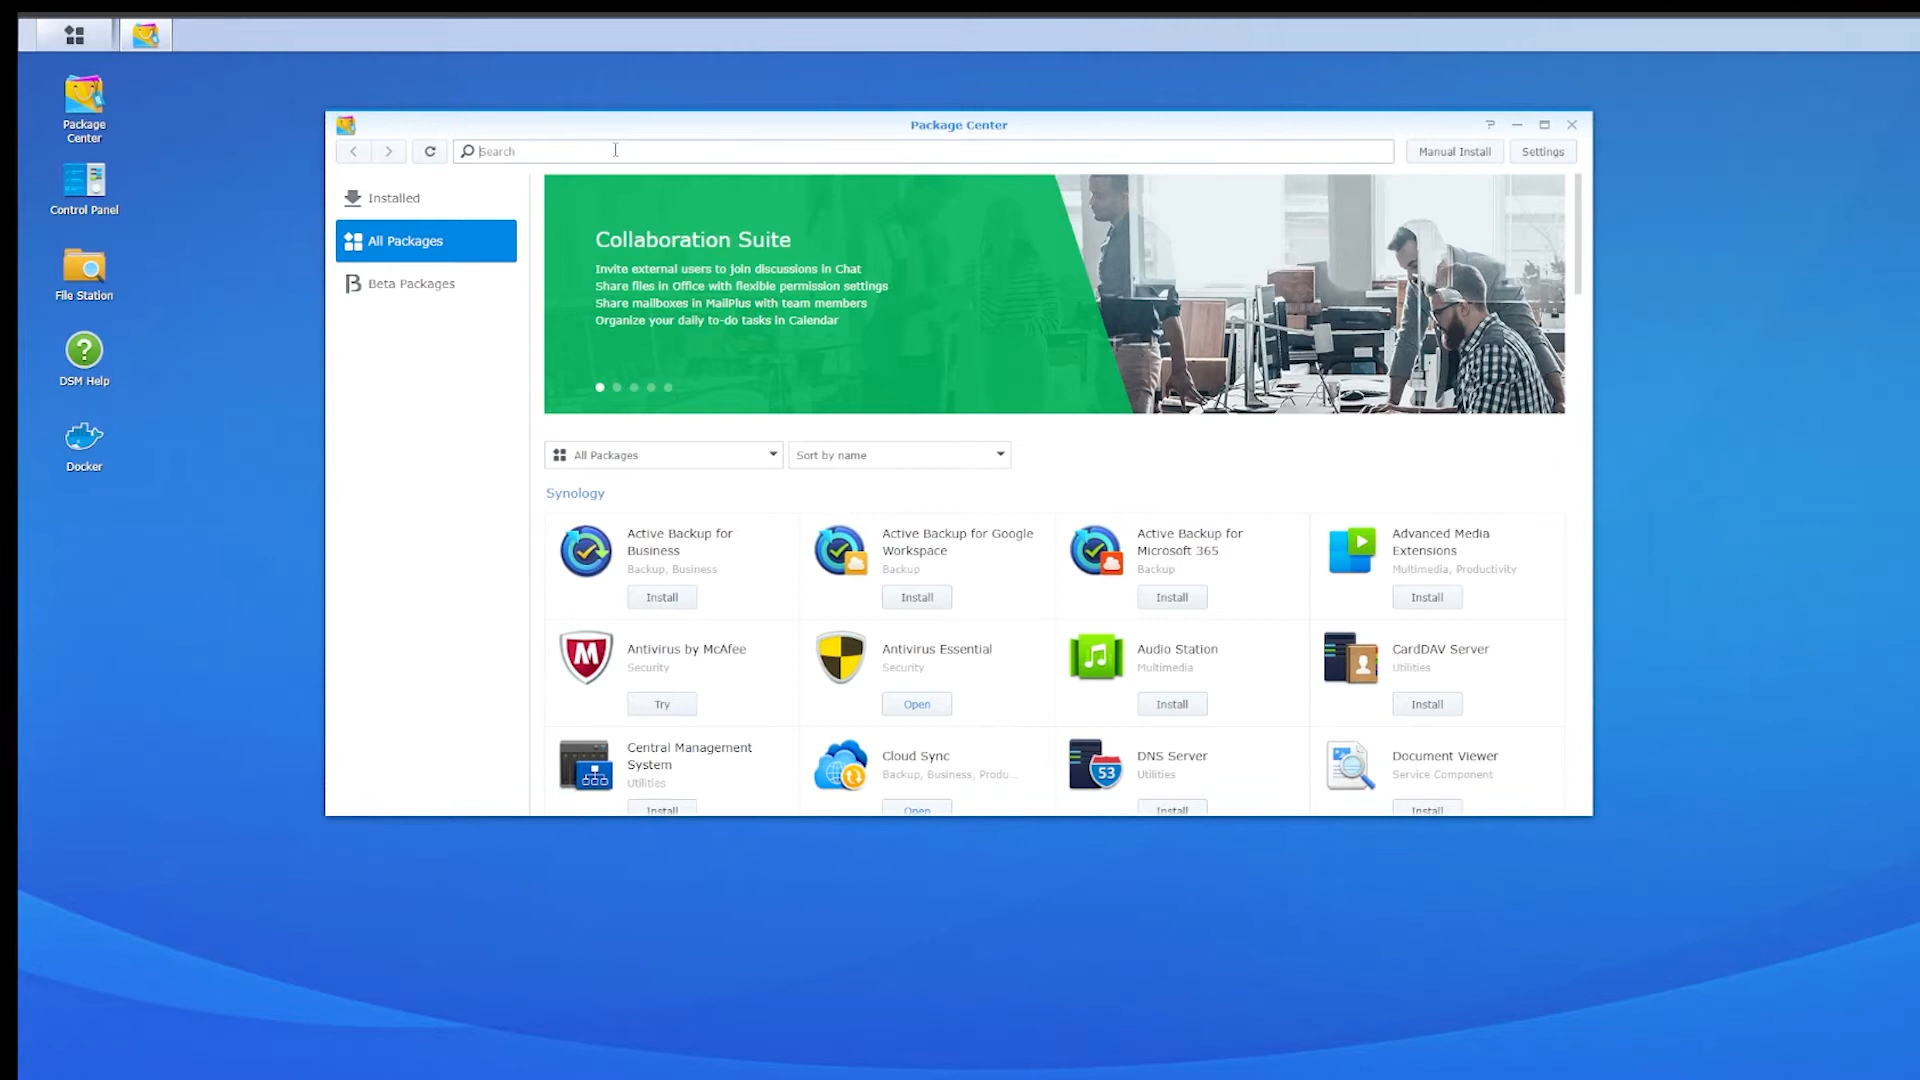 Package
Center
Control Panel
File Station
DSM Help
Docker
Package Center
Search
Manual Install
Settings
Installed
All Packages
Beta Packages
Collaboration Suite
Invite external users to join discussions in Chat
Share files in Office with flexible permission settings
Share mailboxes in MailPlus with team members
Organize your daily to-do tasks in Calendar
All Packages
Sort by name
Synology
Active Backup for
Business
Backup, Business
Install
Active Backup for Google
Workspace
Backup
Install
Active Backup for
Microsoft 365
Backup
Install
Advanced Media
Extensions
Multimedia, Productivity
Install
Antivirus by McAfee
Security
Try
Antivirus Essential
Security
Open
Audio Station
Multimedia
Install
CardDAV Server
Utilities
Install
Central Management
System
Utilities
Install
Cloud Sync
Backup, Business, Produ...
Open
53
DNS Server
Utilities
Install
Document Viewer
Service Component
Install